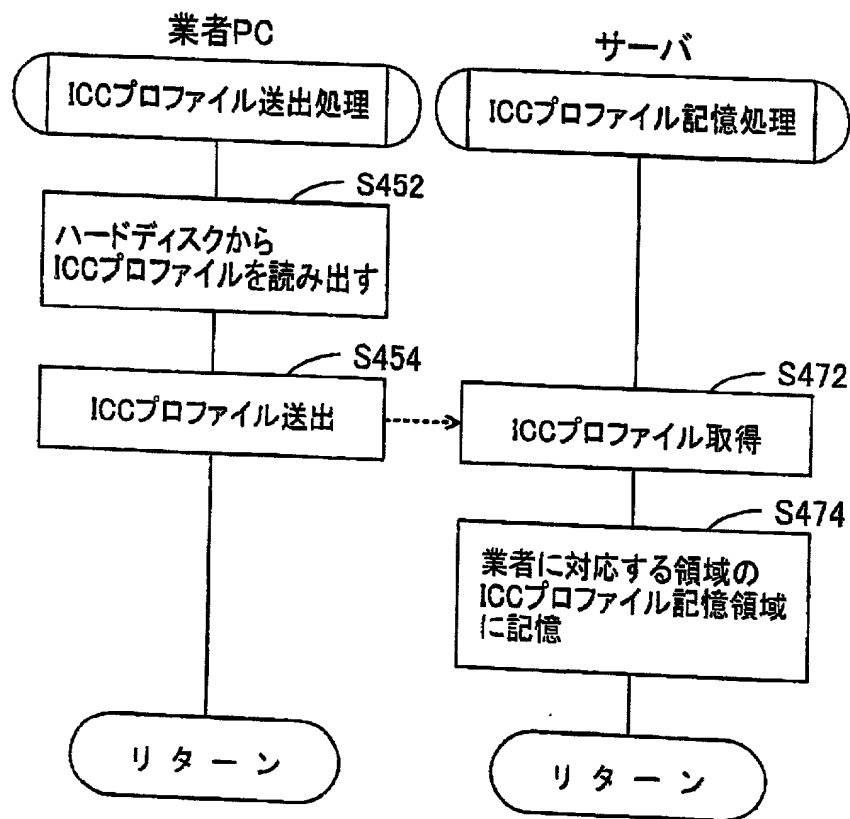 業者PC
サーバ
ICCプロファイル送出処理
ICCプロファイル記憶処理
S452
ハードディスクから
ICCプロファイルを読み出す
S454
ICCプロファイル送出
S472
ICCプロファイル取得
S474
業者に対応する領域の
ICCプロファイル記憶領域
に記憶
リターン
リターン